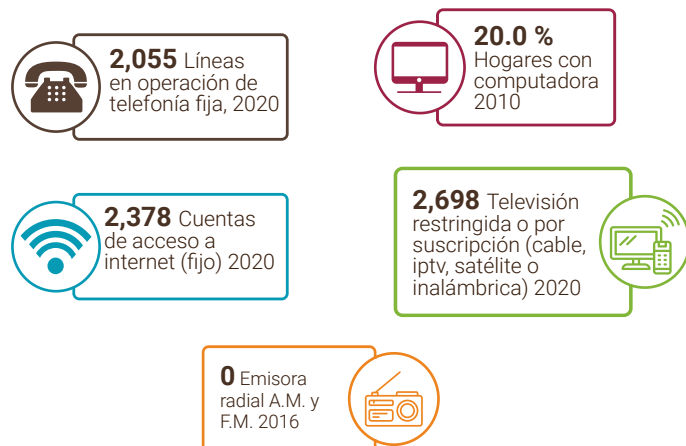 2,055 Líneas
en operación de
telefonía fija, 2020
20.0 %
Hogares con
computadora
2010
2,378 Cuentas
de acceso a
internet (fijo) 2020
2,698 Televisión
restringida o por
suscripción (cable,
iptv, satélite o
inalámbrica) 2020
0 Emisora
radial A.M. y
F.M. 2016